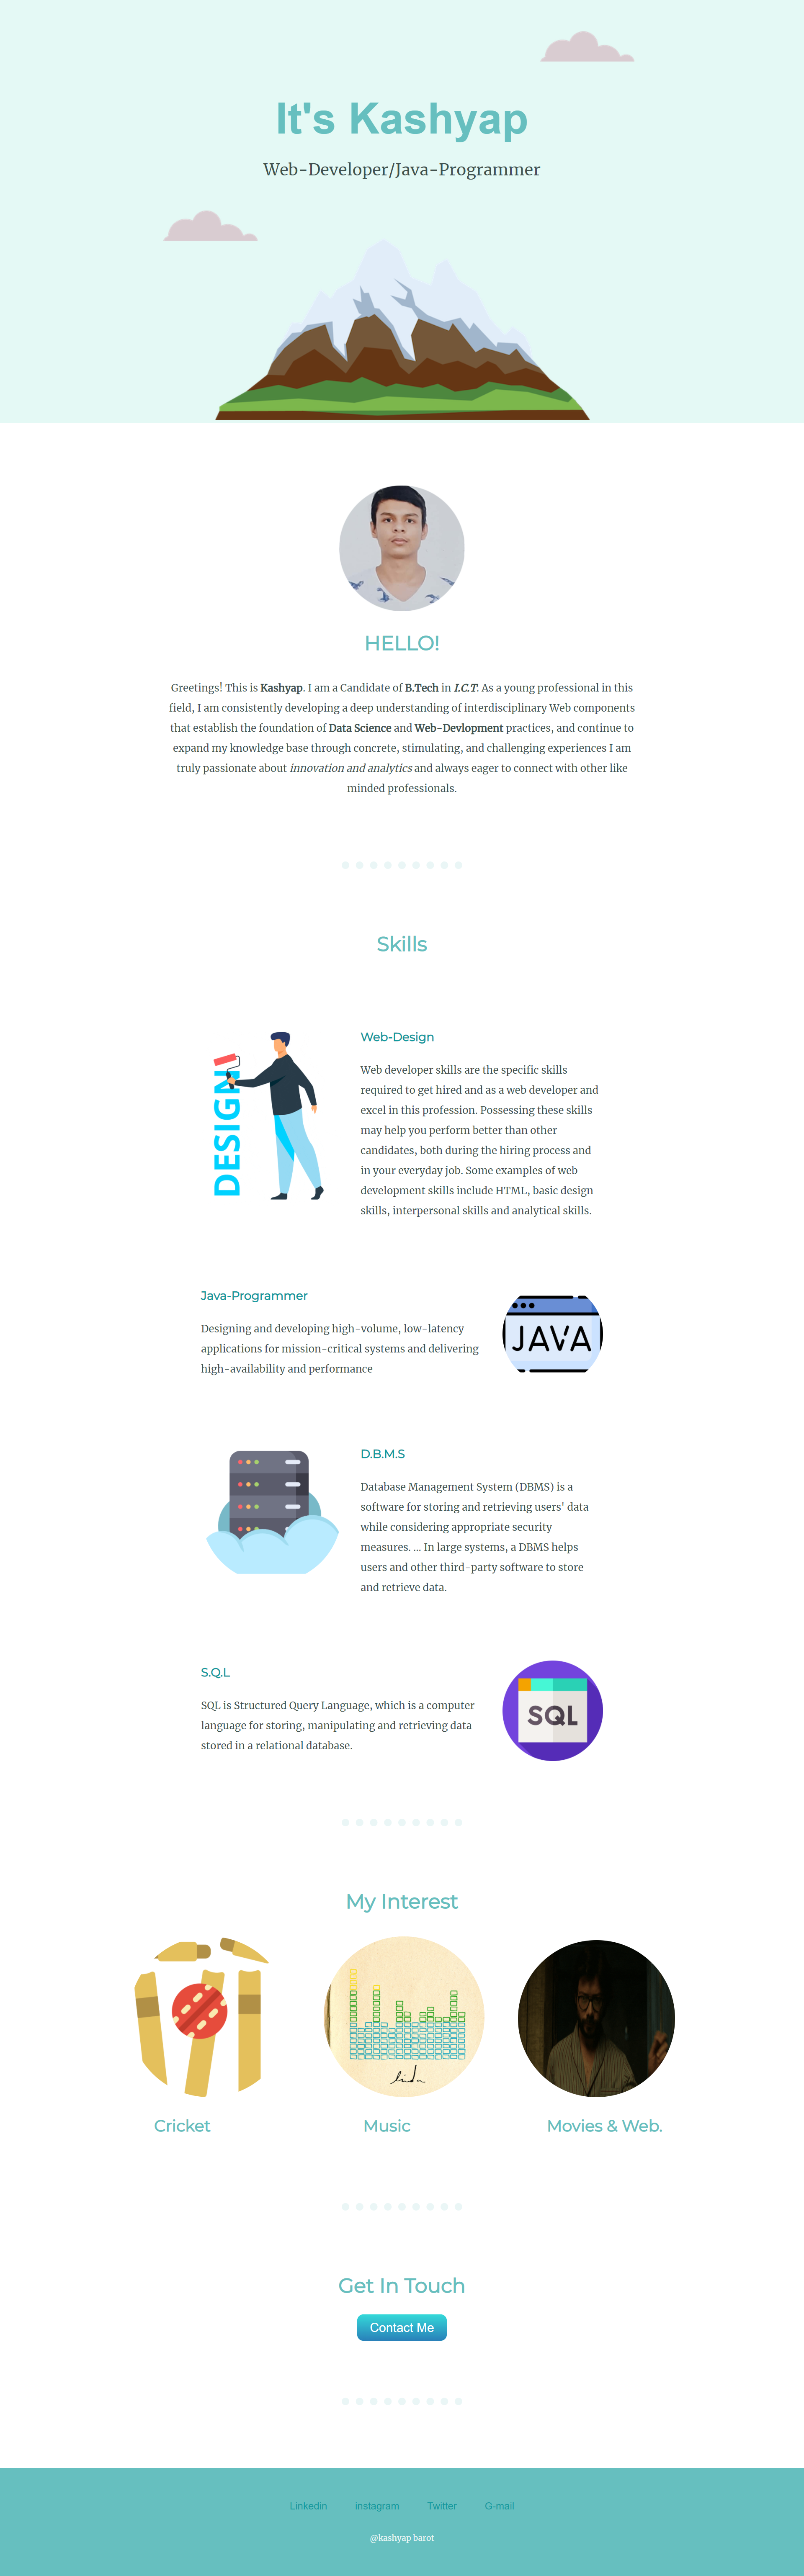 It's Kashyap
Web-Developer/Java-Programmer
HELLO!
Greetings! This is Kashyap. I am a Candidate of B.Tech in I.C.T. As a young professional in this
field, I am consistently developing a deep understanding of interdisciplinary Web components
that establish the foundation of Data Science and Web-Devlopment practices, and continue to
expand my knowledge base through concrete, stimulating, and challenging experiences I am
truly passionate about innovation and analytics and always eager to connect with other like
minded professionals.
Skills
DESIGN
Web-Design
Web developer skills are the specific skills
required to get hired and as a web developer and
excel in this profession. Possessing these skills
may help you perform better than other
candidates, both during the hiring process and
in your everyday job. Some examples of web
development skills include HTML, basic design
skills, interpersonal skills and analytical skills.
Java-Programmer
Designing and developing high-volume, low-latency
applications for mission-critical systems and delivering
high-availability and performance
JAVA
D.B.M.S
Database Management System (DBMS) is a
software for storing and retrieving users' data
while considering appropriate security
measures. ... In large systems, a DBMS helps
users and other third-party software to store
and retrieve data.
S.Q.L
SQL is Structured Query Language, which is a computer
language for storing, manipulating and retrieving data
stored in a relational database.
SQL
My Interest
Cricket
Music
Movies & Web.
Get In Touch
Contact Me
Linkedin Instagram Twitter G-mail
@kashyap barot